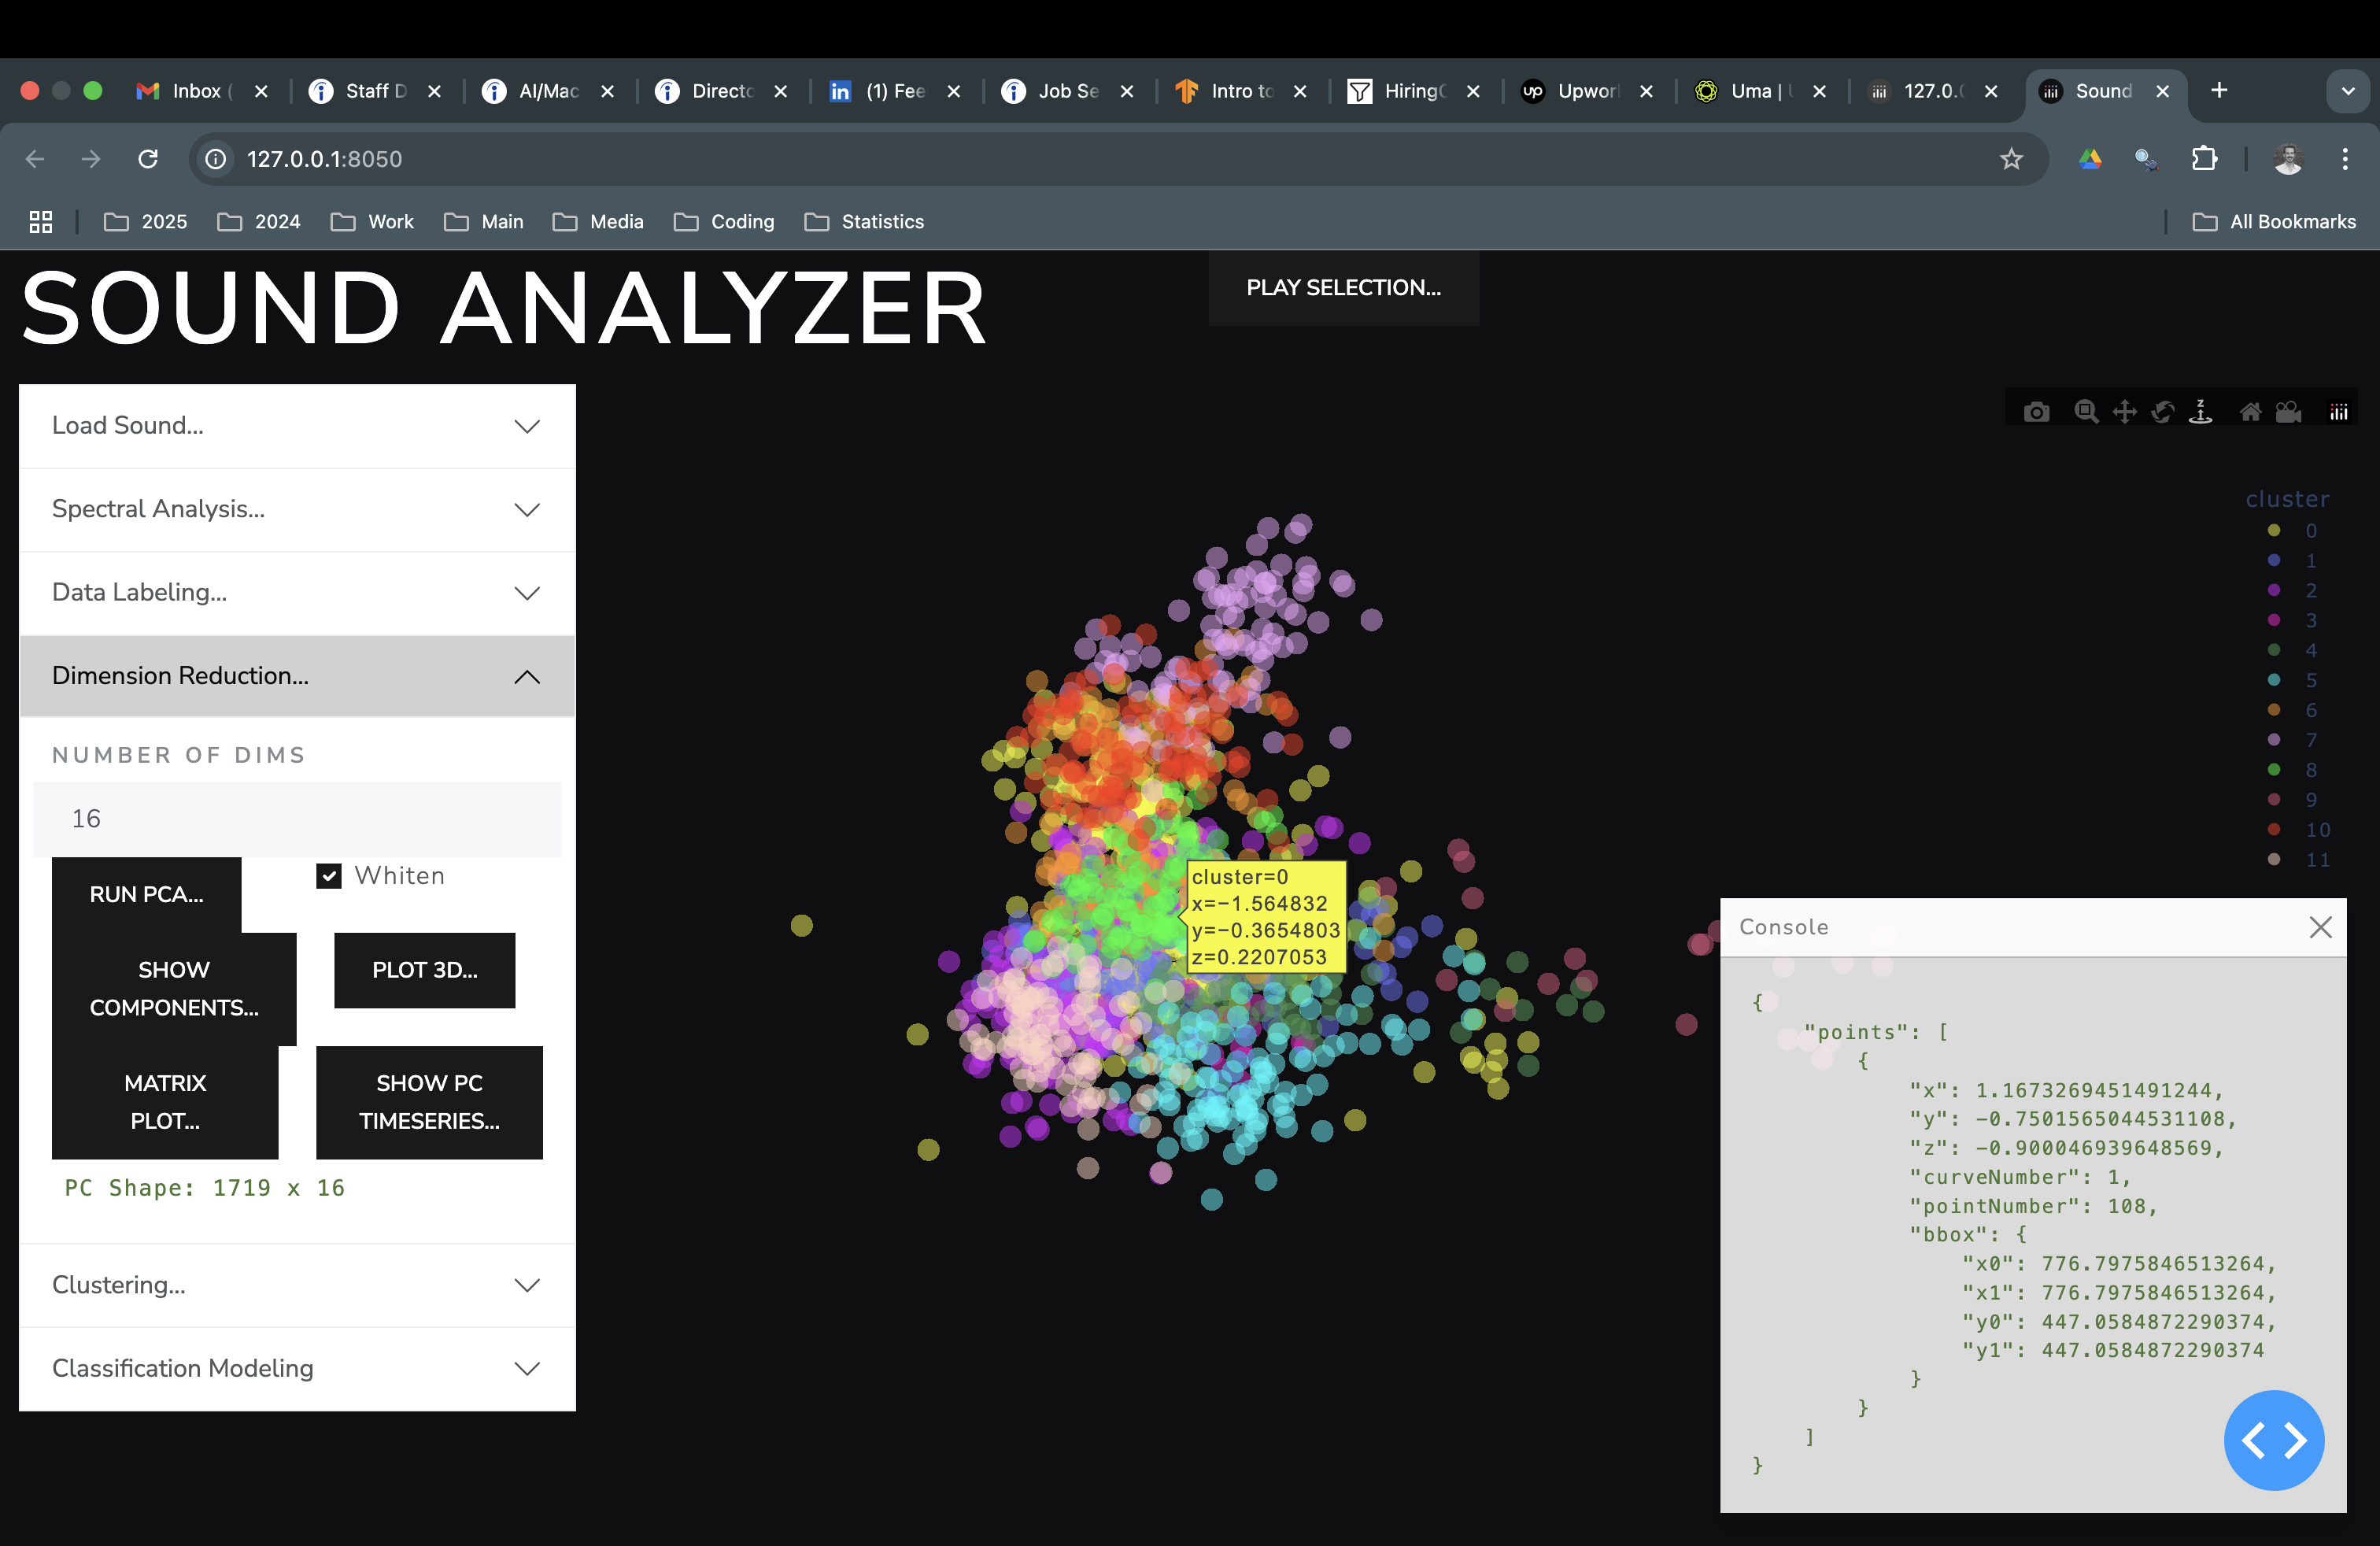 Inbox (
Staff D
AI/Mac
Directo
(1) Fee
Job Se
Intro to
Hiring
Upwor
Uma |
127.0.
Sound
127.0.0.1:8050
2025
2024
Work
Main
Media
Coding
Statistics
All Bookmarks
SOUND ANALYZER
PLAY SELECTION...
Load Sound...
Spectral Analysis...
Data Labeling...
Dimension Reduction...
NUMBER OF DIMS
16
RUN PCA...
Whiten
SHOW
COMPONENTS...
PLOT 3D...
MATRIX
PLOT...
SHOW PC
TIMESERIES...
PC Shape: 1719 x 16
Clustering...
Classification Modeling
z
cluster
0
1
2
3
4
5
6
7
8
9
10
11
cluster=0
x=−1.564832
y=−0.3654803
z=0.2207053
Console
{
"points": [
{
"x": 1.1673269451491244,
"y": -0.7501565044531108,
"z": -0.900046939648569,
"curveNumber": 1,
"pointNumber": 108,
"bbox": {
"x0": 776.7975846513264,
"x1": 776.7975846513264,
"y0": 447.0584872290374,
"y1": 447.0584872290374
}
}
]
}